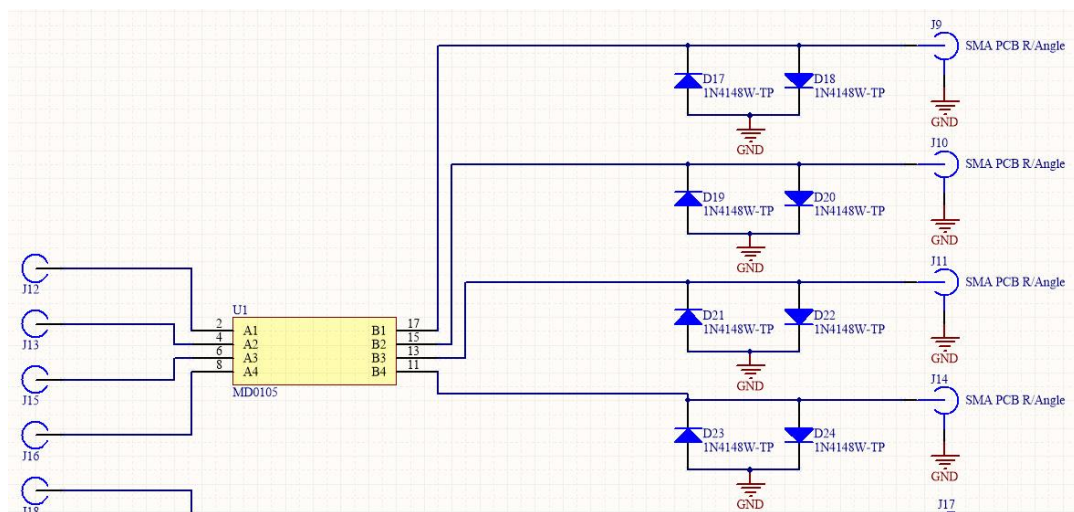 J9
SMA PCB R/Angle
D17
1N4148W-TP
D18
1N4148W-TP
GND
GND
J10
SMA PCB R/Angle
D19
1N4148W-TP
D20
1N4148W-TP
GND
GND
J11
SMA PCB R/Angle
J12
D21
1N4148W-TP
D22
1N4148W-TP
GND
GND
U1
2 A1 B1 17
4 A2 B2 15
6 A3 B3 13
8 A4 B4 11
MD0105
J13
J15
J14
SMA PCB R/Angle
D23
1N4148W-TP
D24
1N4148W-TP
GND
GND
J16
J18
J17